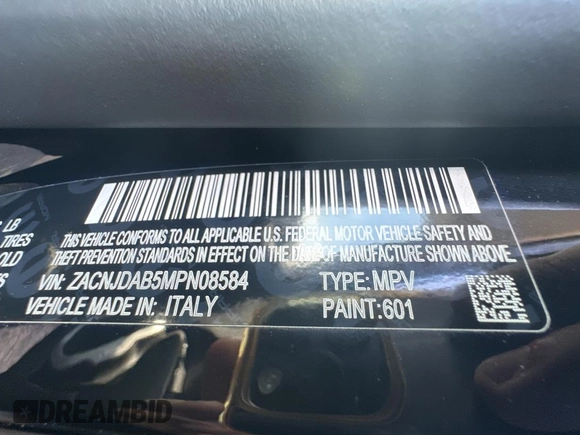 LB
TIRES
OLD
THIS VEHICLE CONFORMS TO ALL APPLICABLE U.S. FEDERAL MOTOR VEHICLE SAFETY AND
THEFT PREVENTION STANDARDS IN EFFECT ON THE DATE OF MANUFACTURE SHOWN ABOVE.
VIN: ZACNJDAB5MPN08584 TYPE: MPV
VEHICLE MADE IN: ITALY PAINT:601
DREAMBID